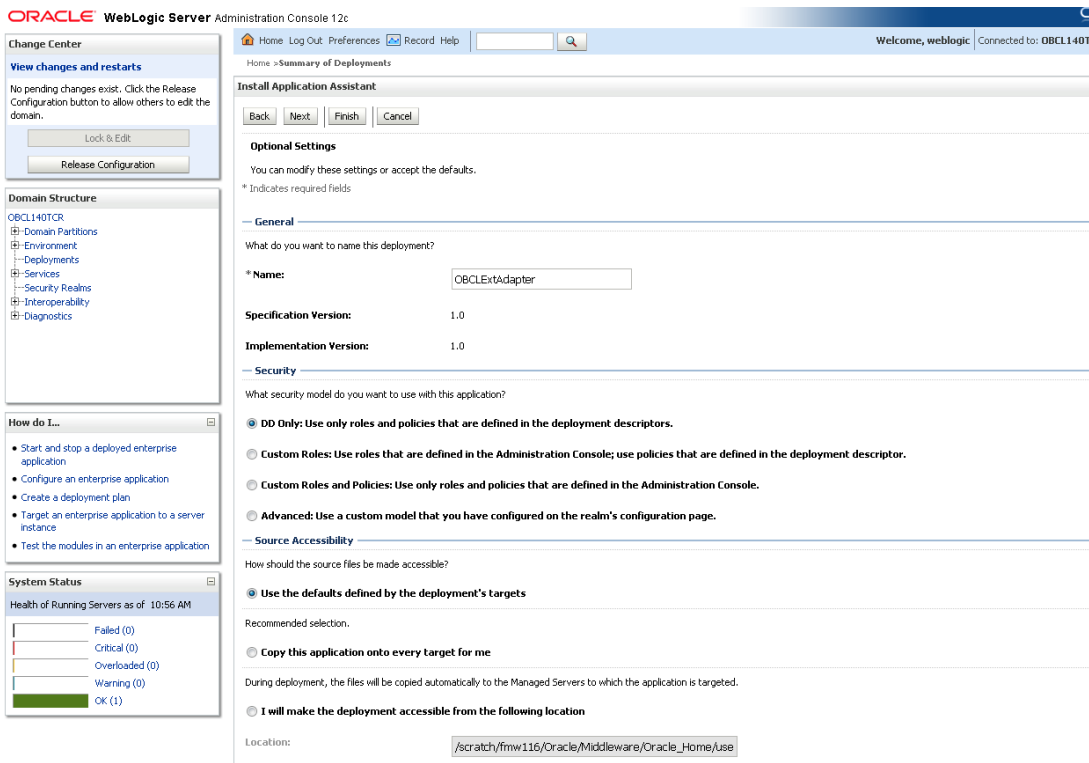 ORACLE WebLogic Server Administration Console 12c
Change Center
View changes and restarts
No pending changes exist. Click the Release
Configuration button to allow others to edit the
domain.
Lock & Edit
Release Configuration
Domain Structure
OBCL140TCR
Domain Partitions
Environment
Deployments
Services
Security Realms
Interoperability
Diagnostics
How do I...
Start and stop a deployed enterprise
application
Configure an enterprise application
Create a deployment plan
Target an enterprise application to a server
instance
Test the modules in an enterprise application
System Status
Health of Running Servers as of 10:56 AM
Failed (0)
Critical (0)
Overloaded (0)
Warning (0)
OK (1)
Home Log Out Preferences Record Help
Welcome, weblogic Connected to: OBCL140T
Home >Summary of Deployments
Install Application Assistant
Back Next Finish Cancel
Optional Settings
You can modify these settings or accept the defaults.
* Indicates required fields
General
What do you want to name this deployment?
* Name: OBCLExtAdapter
Specification Version: 1.0
Implementation Version: 1.0
Security
What security model do you want to use with this application?
DD Only: Use only roles and policies that are defined in the deployment descriptors.
Custom Roles: Use roles that are defined in the Administration Console; use policies that are defined in the deployment descriptor.
Custom Roles and Policies: Use only roles and policies that are defined in the Administration Console.
Advanced: Use a custom model that you have configured on the realm's configuration page.
Source Accessibility
How should the source files be made accessible?
Use the defaults defined by the deployment's targets
Recommended selection.
Copy this application onto every target for me
During deployment, the files will be copied automatically to the Managed Servers to which the application is targeted.
I will make the deployment accessible from the following location
Location: /scratch/fmw116/Oracle/Middleware/Oracle_Home/use